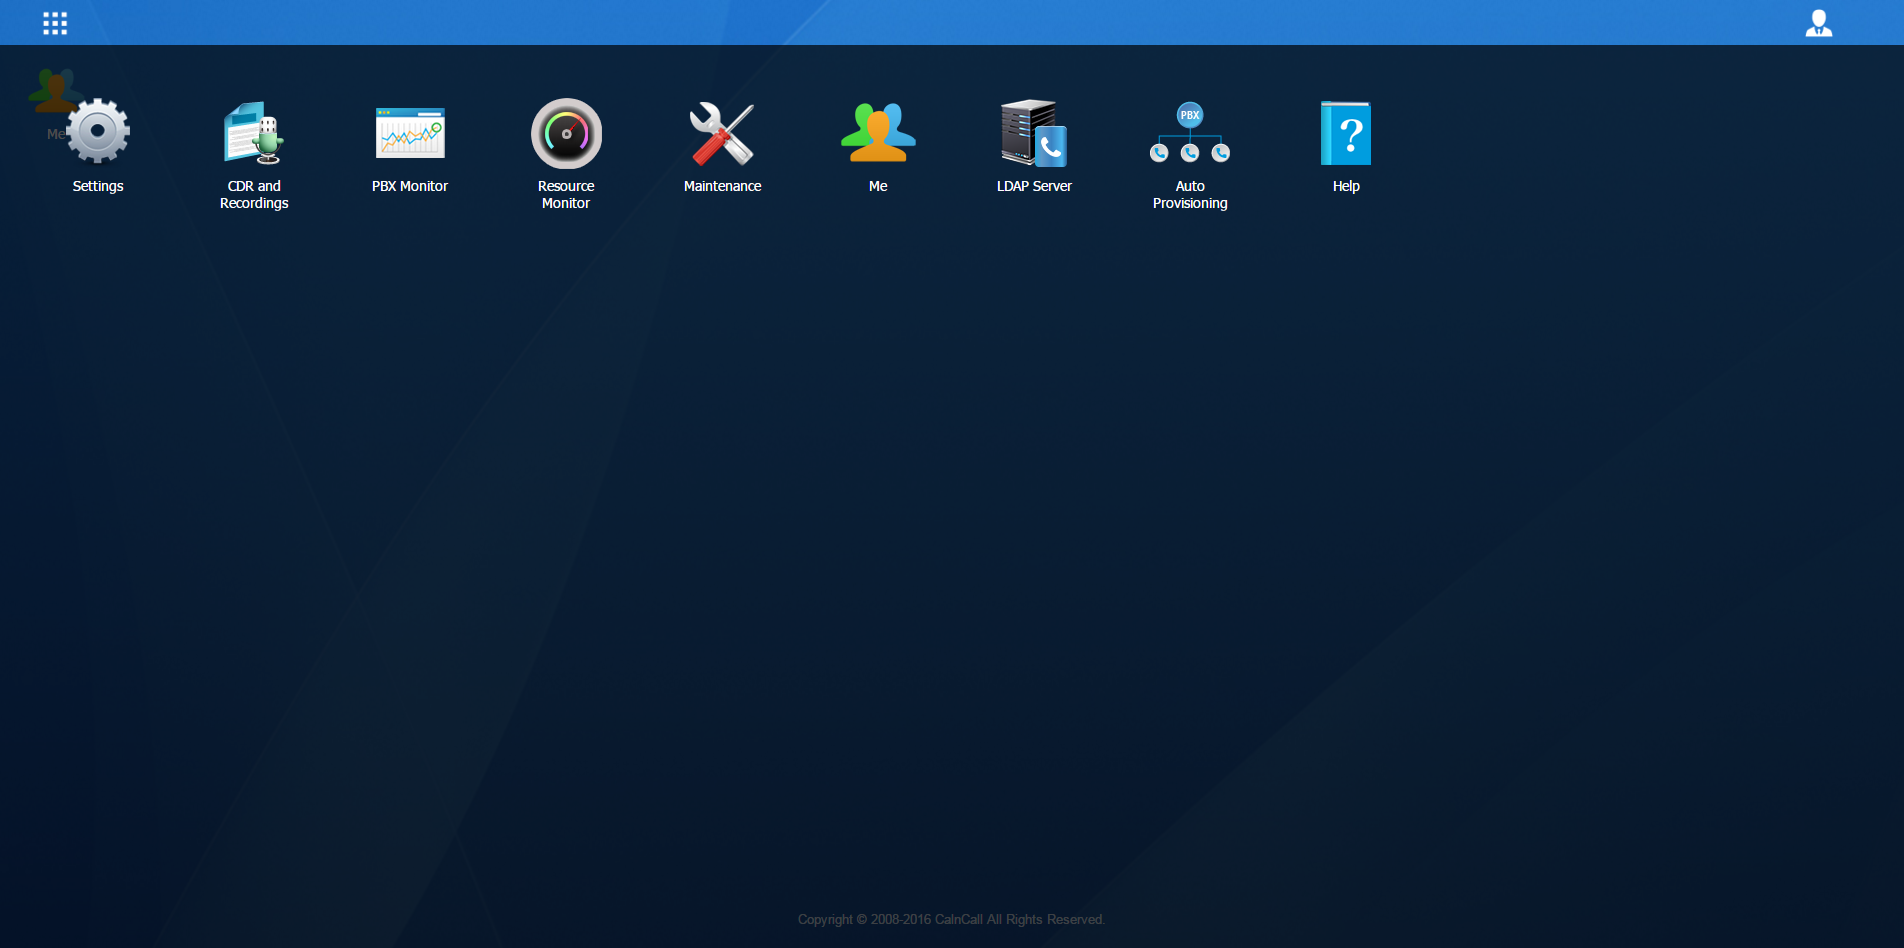 Me
Settings
CDR and
Recordings
PBX Monitor
Resource
Monitor
Maintenance
Me
LDAP Server
PBX
Auto
Provisioning
?
Help
Copyright © 2008-2016 CalnCall All Rights Reserved.